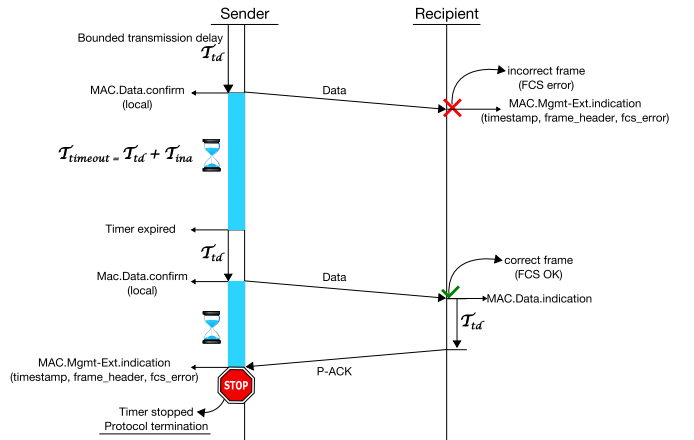 Sender
Recipient
Bounded transmission delay
𝒯td
MAC.Data.confirm
(local)
Data
incorrect frame
(FCS error)
MAC.Mgmt-Ext.indication
(timestamp, frame_header, fcs_error)
𝒯timeout = 𝒯td + 𝒯ina
Timer expired
𝒯td
Mac.Data.confirm
(local)
Data
correct frame
(FCS OK)
MAC.Data.indication
𝒯td
MAC.Mgmt-Ext.indication
(timestamp, frame_header, fcs_error)
P-ACK
STOP
Timer stopped
Protocol termination